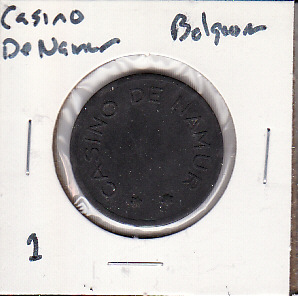 Casino
De Namur
Belgium
CASINO DE NAMUR
1